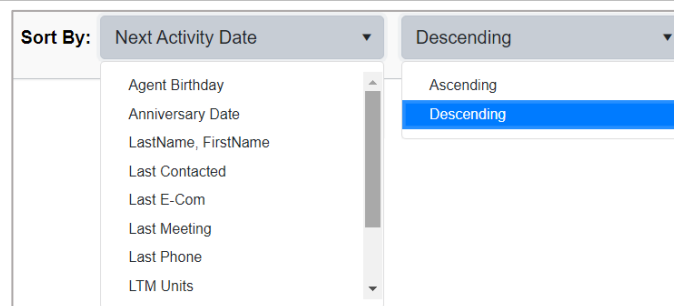 Sort By: Next Activity Date Descending
Agent Birthday
Anniversary Date
LastName, FirstName
Last Contacted
Last E-Com
Last Meeting
Last Phone
LTM Units
Ascending
Descending